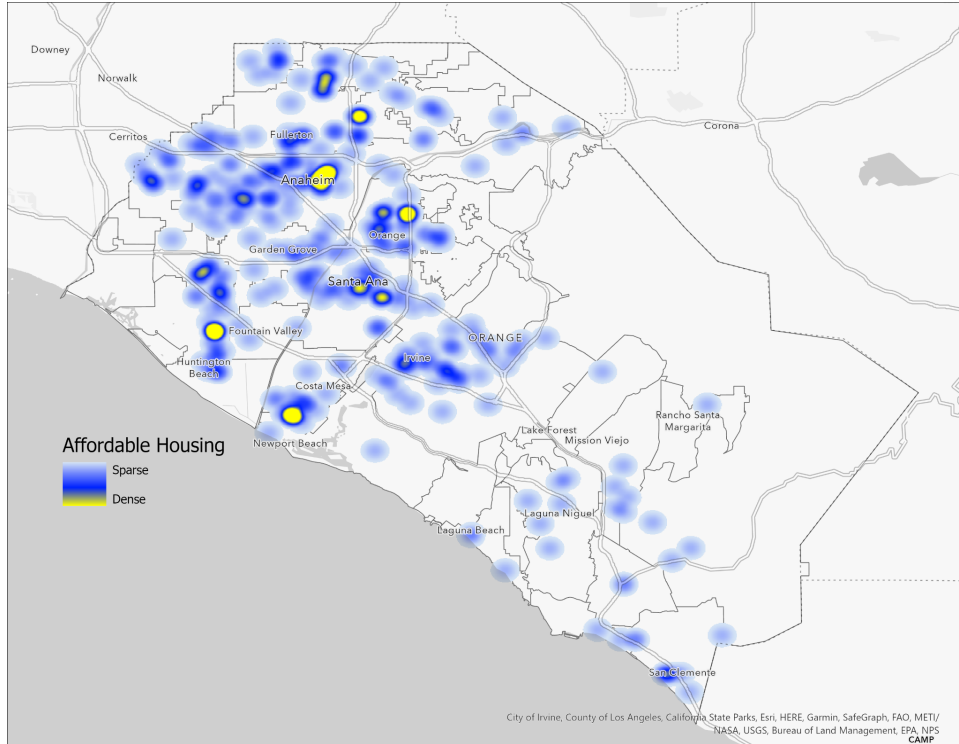 Downey
Norwalk
Cerritos
Corona
Fullerton
Anaheim
Orange
Garden Grove
Santa Ana
Fountain Valley
ORANGE
Irvine
Huntington
Beach
Costa Mesa
Rancho Santa
Margarita
Lake Forest
Mission Viejo
Newport Beach
Affordable Housing
Sparse
Dense
Laguna Niguel
Laguna Beach
San Clemente
City of Irvine, County of Los Angeles, California State Parks, Esri, HERE, Garmin, SafeGraph, FAO, METI/
NASA, USGS, Bureau of Land Management, EPA, NPS
CAMP